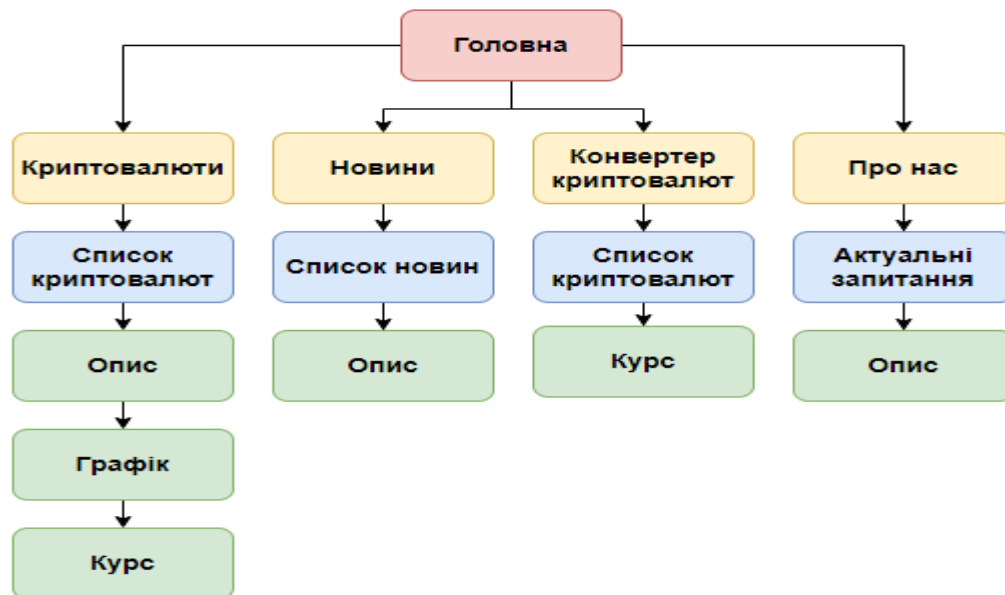 Головна
Криптовалюти
Новини
Конвертер
криптовалют
Про нас
Список
криптовалют
Список новин
Список
криптовалют
Актуальні
запитання
Опис
Опис
Курс
Опис
Графік
Курс